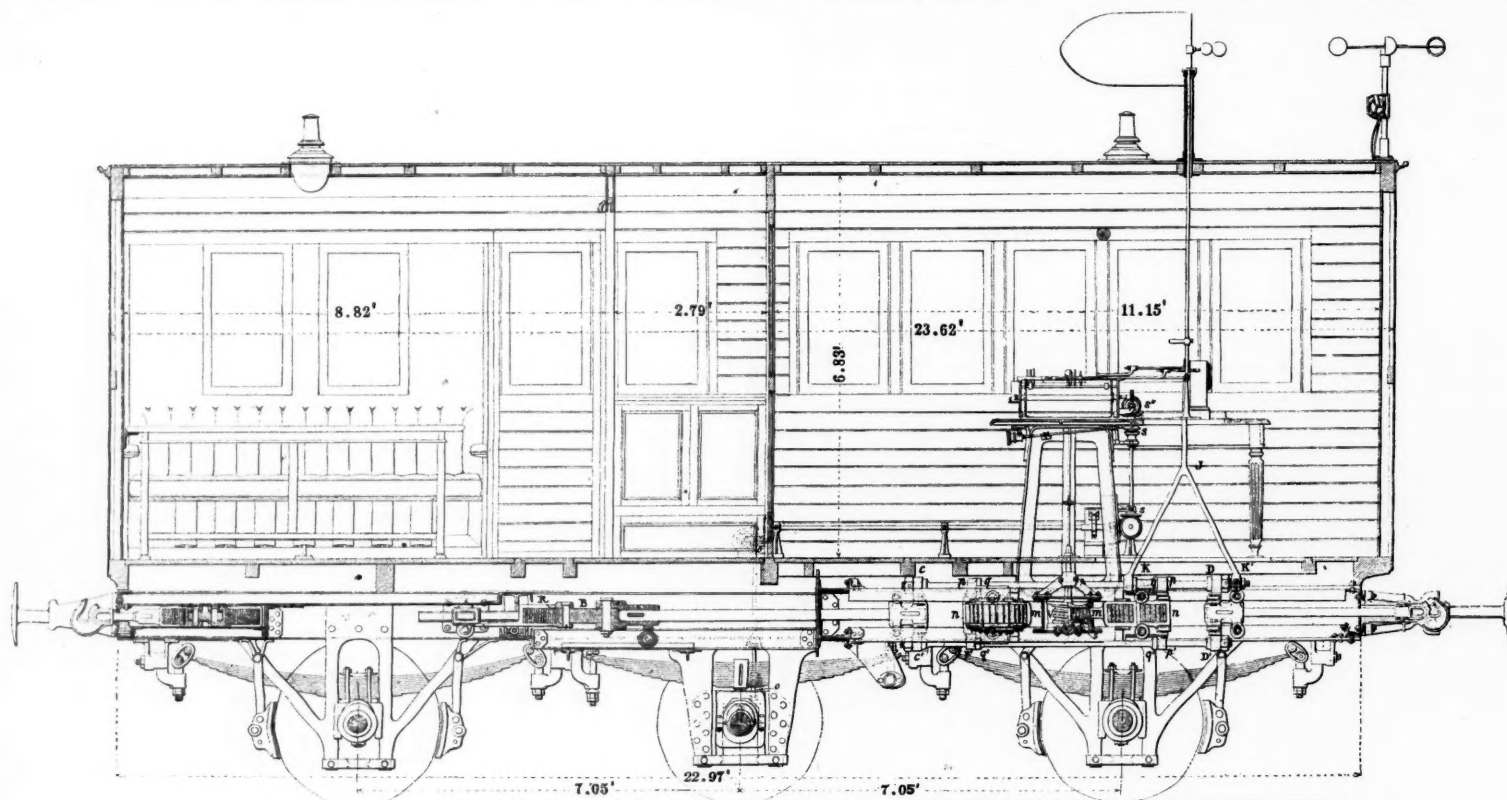 8.82'
2.79'
23.62'
11.15'
6.83'
s"
s
J
s
C
p q
K
n
D
K'
R
B
n
m
m
n
C'
q'
q
n'
D'
o
22.97'
7.05'
7.05'